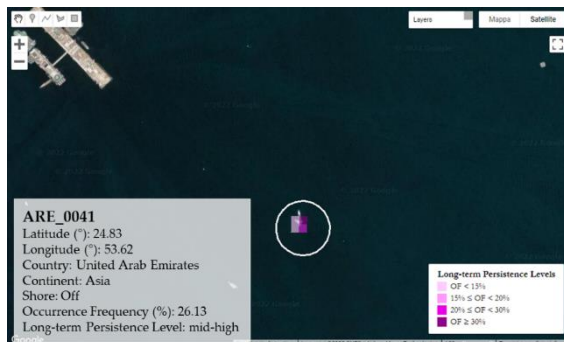 Layers
Mappa
Satellite
+
−
ARE_0041
Latitude (°): 24.83
Longitude (°): 53.62
Country: United Arab Emirates
Continent: Asia
Shore: Off
Occurrence Frequency (%): 26.13
Long-term Persistence Level: mid-high
Long-term Persistence Levels
OF < 15%
15% ≤ OF < 20%
20% ≤ OF < 30%
OF ≥ 30%
Google